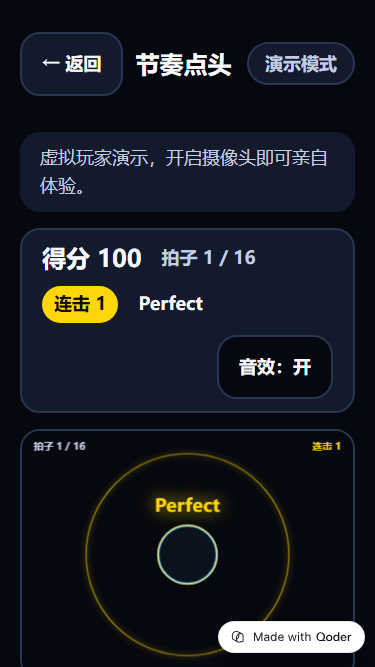 ← 返回
节奏点头
演示模式
虚拟玩家演示，开启摄像头即可亲自
体验。
得分 100 拍子 1 / 16
连击 1 Perfect
音效：开
拍子 1 / 16
连击 1
Perfect
Made with Qoder